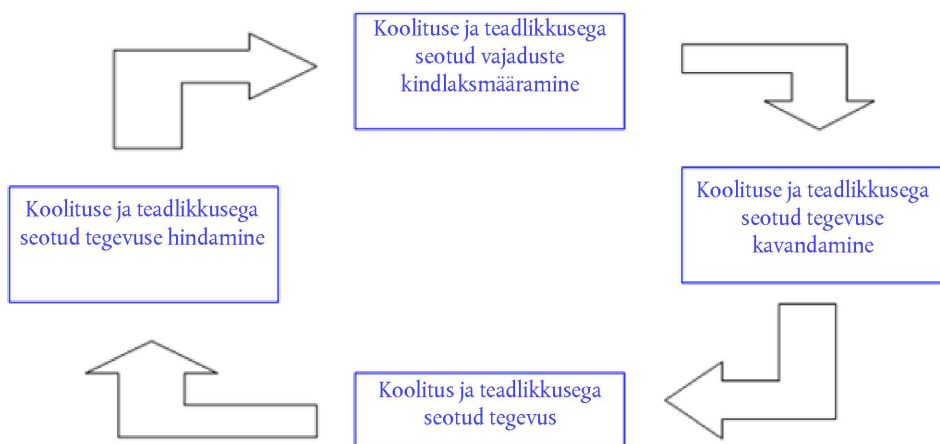 Koolituse ja teadlikkusega
seotud vajaduste
kindlaksmääramine
Koolituse ja teadlikkusega
seotud tegevuse
kavandamine
Koolitus ja teadlikkusega
seotud tegevus
Koolituse ja teadlikkusega
seotud tegevuse hindamine